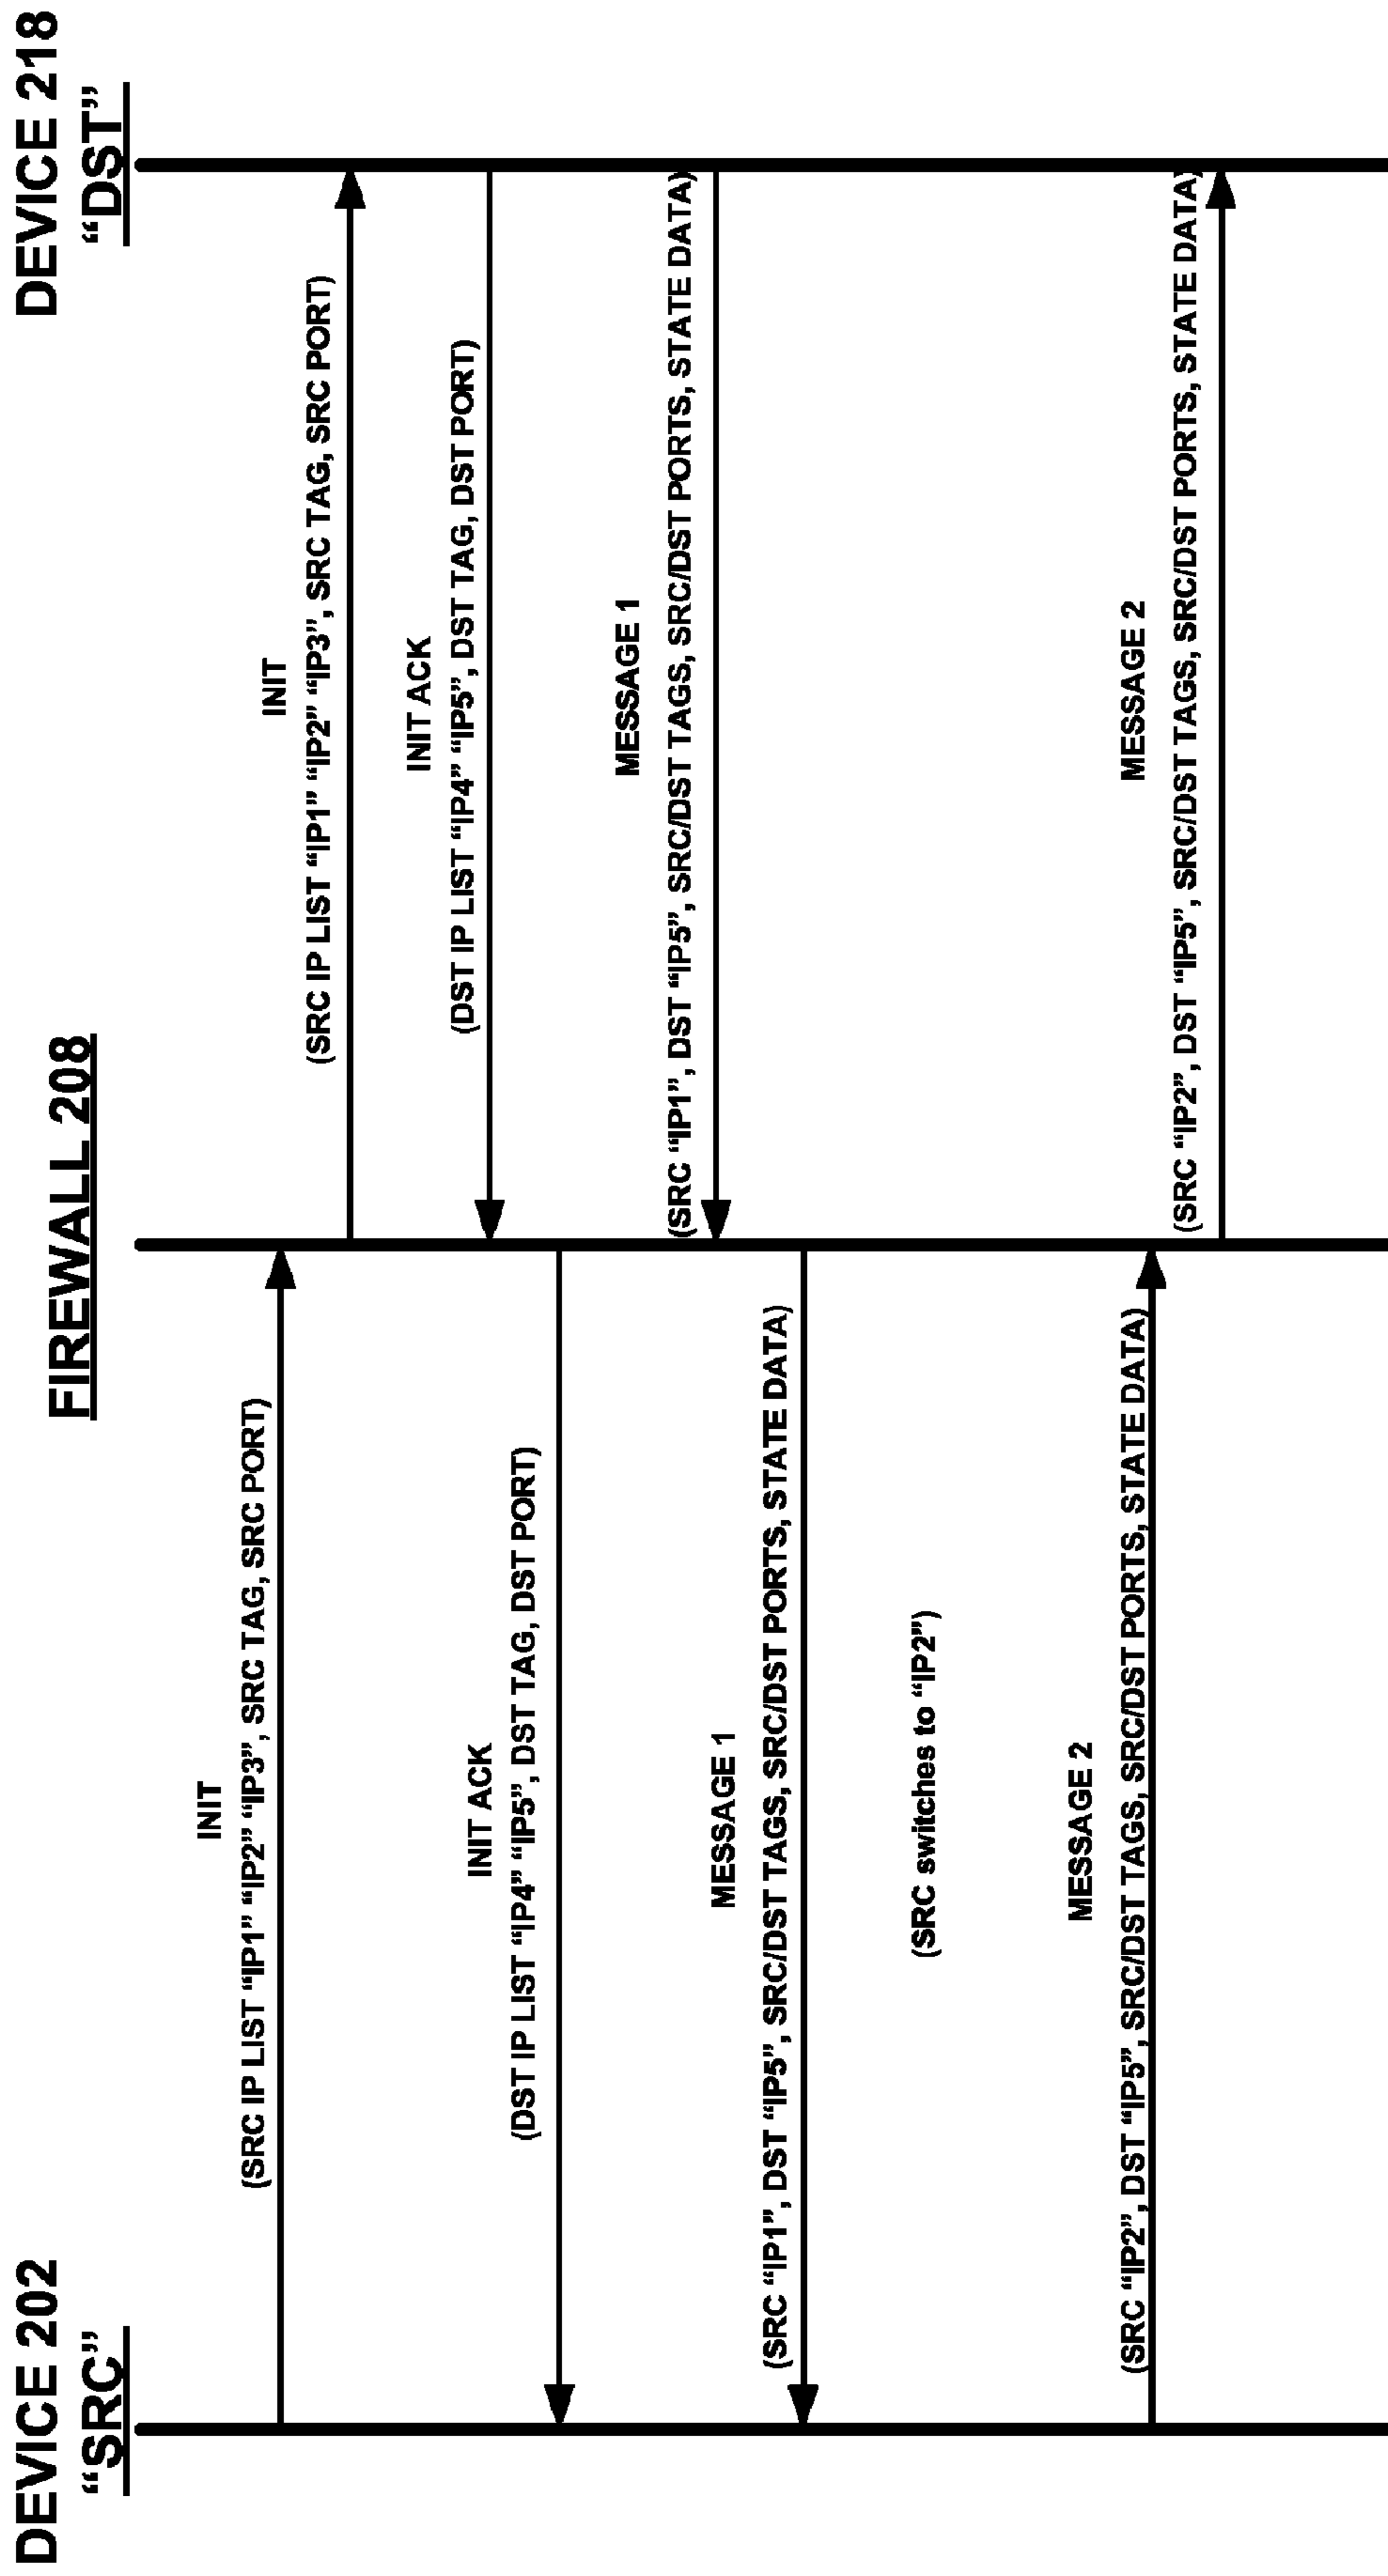 DEVICE 202
“SRC”
FIREWALL 208
DEVICE 218
“DST”
INIT
(SRC IP LIST “IP1” “IP2” “IP3”, SRC TAG, SRC PORT)
INIT
(SRC IP LIST “IP1” “IP2” “IP3”, SRC TAG, SRC PORT)
INIT ACK
(DST IP LIST “IP4” “IP5”, DST TAG, DST PORT)
INIT ACK
(DST IP LIST “IP4” “IP5”, DST TAG, DST PORT)
MESSAGE 1
(SRC “IP1”, DST “IP5”, SRC/DST TAGS, SRC/DST PORTS, STATE DATA)
MESSAGE 1
(SRC “IP1”, DST “IP5”, SRC/DST TAGS, SRC/DST PORTS, STATE DATA)
(SRC switches to “IP2”)
MESSAGE 2
(SRC “IP2”, DST “IP5”, SRC/DST TAGS, SRC/DST PORTS, STATE DATA)
MESSAGE 2
(SRC “IP2”, DST “IP5”, SRC/DST TAGS, SRC/DST PORTS, STATE DATA)